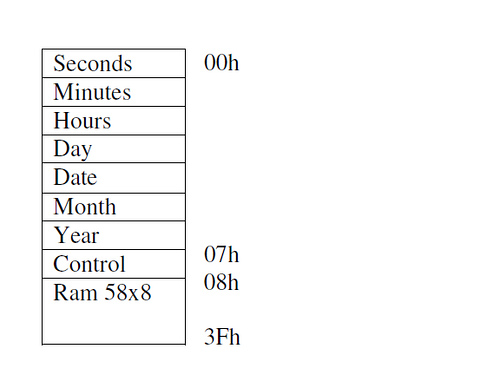 Seconds 00h
Minutes
Hours
Day
Date
Month
Year
Control 07h
Ram 58x8 08h
3Fh